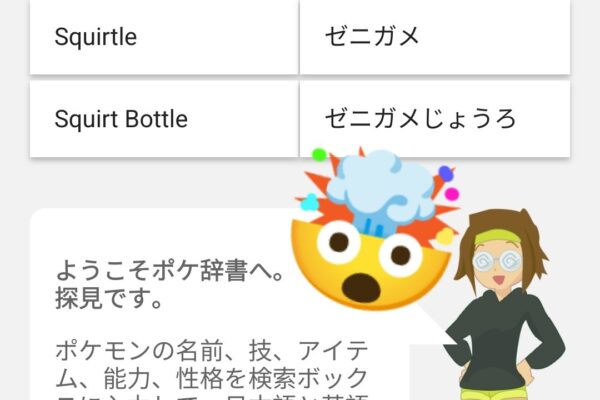 Squirtle ゼニガメ
Squirt Bottle ゼニガメじょうろ
ようこそポケ辞書へ。
探見です。
ポケモンの名前、技、アイテ
ム、能力、性格を検索ボック